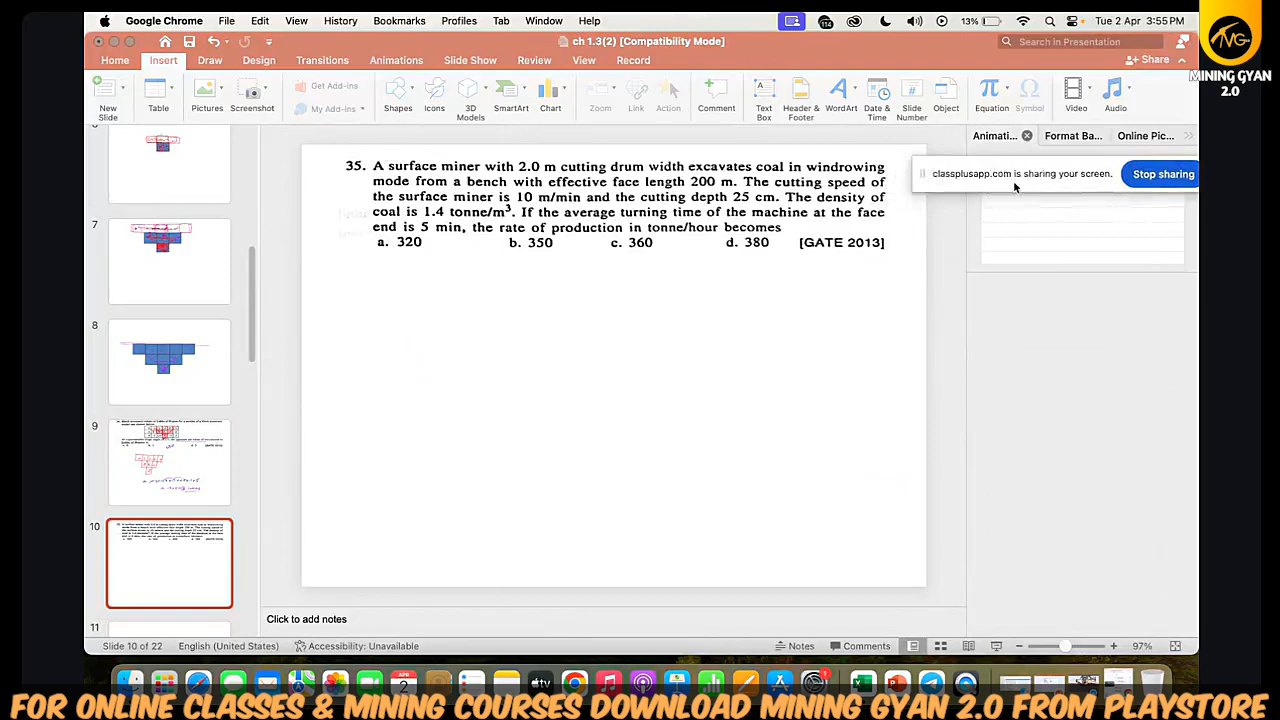 Google Chrome File Edit View History Bookmarks Profiles Tab Window Help 114 13% Tue 2 Apr 3:55PM
ch 1.3(2) [Compatibility Mode] Search in Presentation
Home Insert Draw Design Transitions Animations Slide Show Review View Record Share
New Slide Table Pictures Screenshot Get Add-ins My Add-ins Shapes Icons 3D Models SmartArt Chart Zoom Link Action Comment Text Box Header & Footer WordArt Date & Time Slide Number Object Equation Symbol Video Audio
MINING GYAN
2.0
Animati... Format Ba... Online Pic...
classplusapp.com is sharing your screen. Stop sharing
35. A surface miner with 2.0 m cutting drum width excavates coal in windrowing
mode from a bench with effective face length 200 m. The cutting speed of
the surface miner is 10 m/min and the cutting depth 25 cm. The density of
coal is 1.4 tonne/m³. If the average turning time of the machine at the face
end is 5 min, the rate of production in tonne/hour becomes
a. 320 b. 350 c. 360 d. 380 [GATE 2013]
7
8
9
10
11
Click to add notes
Slide 10 of 22 English (United States) Accessibility: Unavailable Notes Comments 97%
tv
FOR ONLINE CLASSES & MINING COURSES DOWNLOAD MINING GYAN 2.0 FROM PLAYSTORE